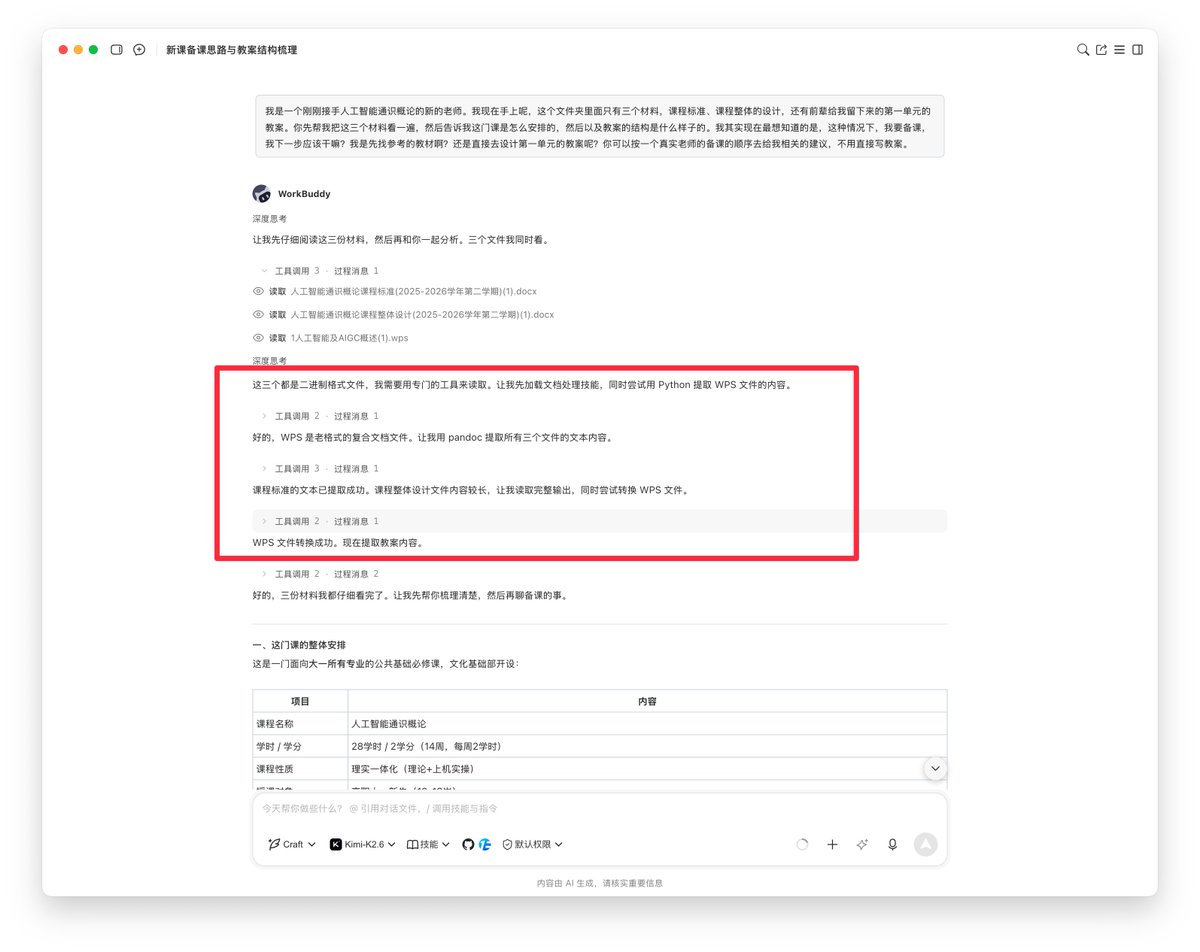 新课备课思路与教案结构梳理
我是一个刚刚接手人工智能通识概论的新的老师。我现在手上呢，这个文件夹里面只有三个材料，课程标准、课程整体的设计，还有前辈给我留下来的第一单元的
教案。你先帮我把这三个材料看一遍，然后告诉我这门课是怎么安排的，然后以及教案的结构是什么样子的。我其实现在最想知道的是，这种情况下，我要备课，
我下一步应该干嘛？我是先找参考的教材啊？还是直接去设计第一单元的教案呢？你可以按一个真实老师的备课的顺序去给我相关的建议，不用直接写教案。
WorkBuddy
深度思考
让我先仔细阅读这三份材料，然后再和你一起分析。三个文件我同时看。
工具调用 3 · 过程消息 1
读取 人工智能通识概论课程标准(2025-2026学年第二学期)(1).docx
读取 人工智能通识概论课程整体设计(2025-2026学年第二学期)(1).docx
读取 1人工智能及AIGC概述(1).wps
深度思考
这三个都是二进制格式文件，我需要用专门的工具来读取。让我先加载文档处理技能，同时尝试用 Python 提取 WPS 文件的内容。
工具调用 2 · 过程消息 1
好的，WPS 是老格式的复合文档文件。让我用 pandoc 提取所有三个文件的文本内容。
工具调用 3 · 过程消息 1
课程标准的文本已提取成功。课程整体设计文件内容较长，让我读取完整输出，同时尝试转换 WPS 文件。
工具调用 2 · 过程消息 1
WPS 文件转换成功。现在提取教案内容。
工具调用 2 · 过程消息 2
好的，三份材料我都仔细看完了。让我先帮你梳理清楚，然后再聊备课的事。
一、这门课的整体安排
这是一门面向大一所有专业的公共基础必修课，文化基础部开设：
项目 内容
课程名称 人工智能通识概论
学时 / 学分 28学时 / 2学分（14周，每周2学时）
课程性质 理实一体化（理论+上机实操）
今天帮你做些什么？ @ 引用对话文件，/ 调用技能与指令
Craft Kimi-K2.6 技能 默认权限
内容由 AI 生成，请核实重要信息